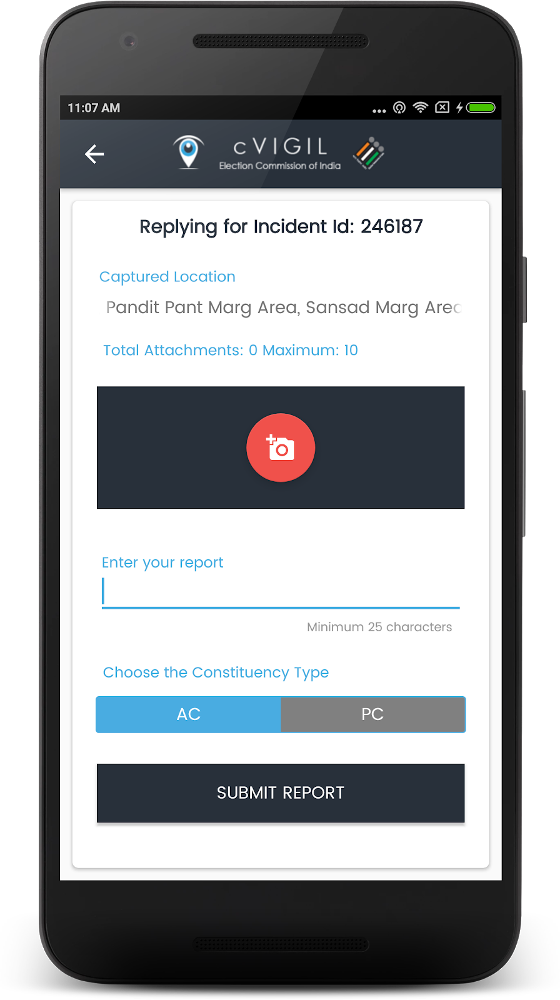 11:07 AM
cVIGIL
Election Commission of India
Replying for Incident Id: 246187
Captured Location
Pandit Pant Marg Area, Sansad Marg Area
Total Attachments: 0 Maximum: 10
Enter your report
Minimum 25 characters
Choose the Constituency Type
AC PC
SUBMIT REPORT